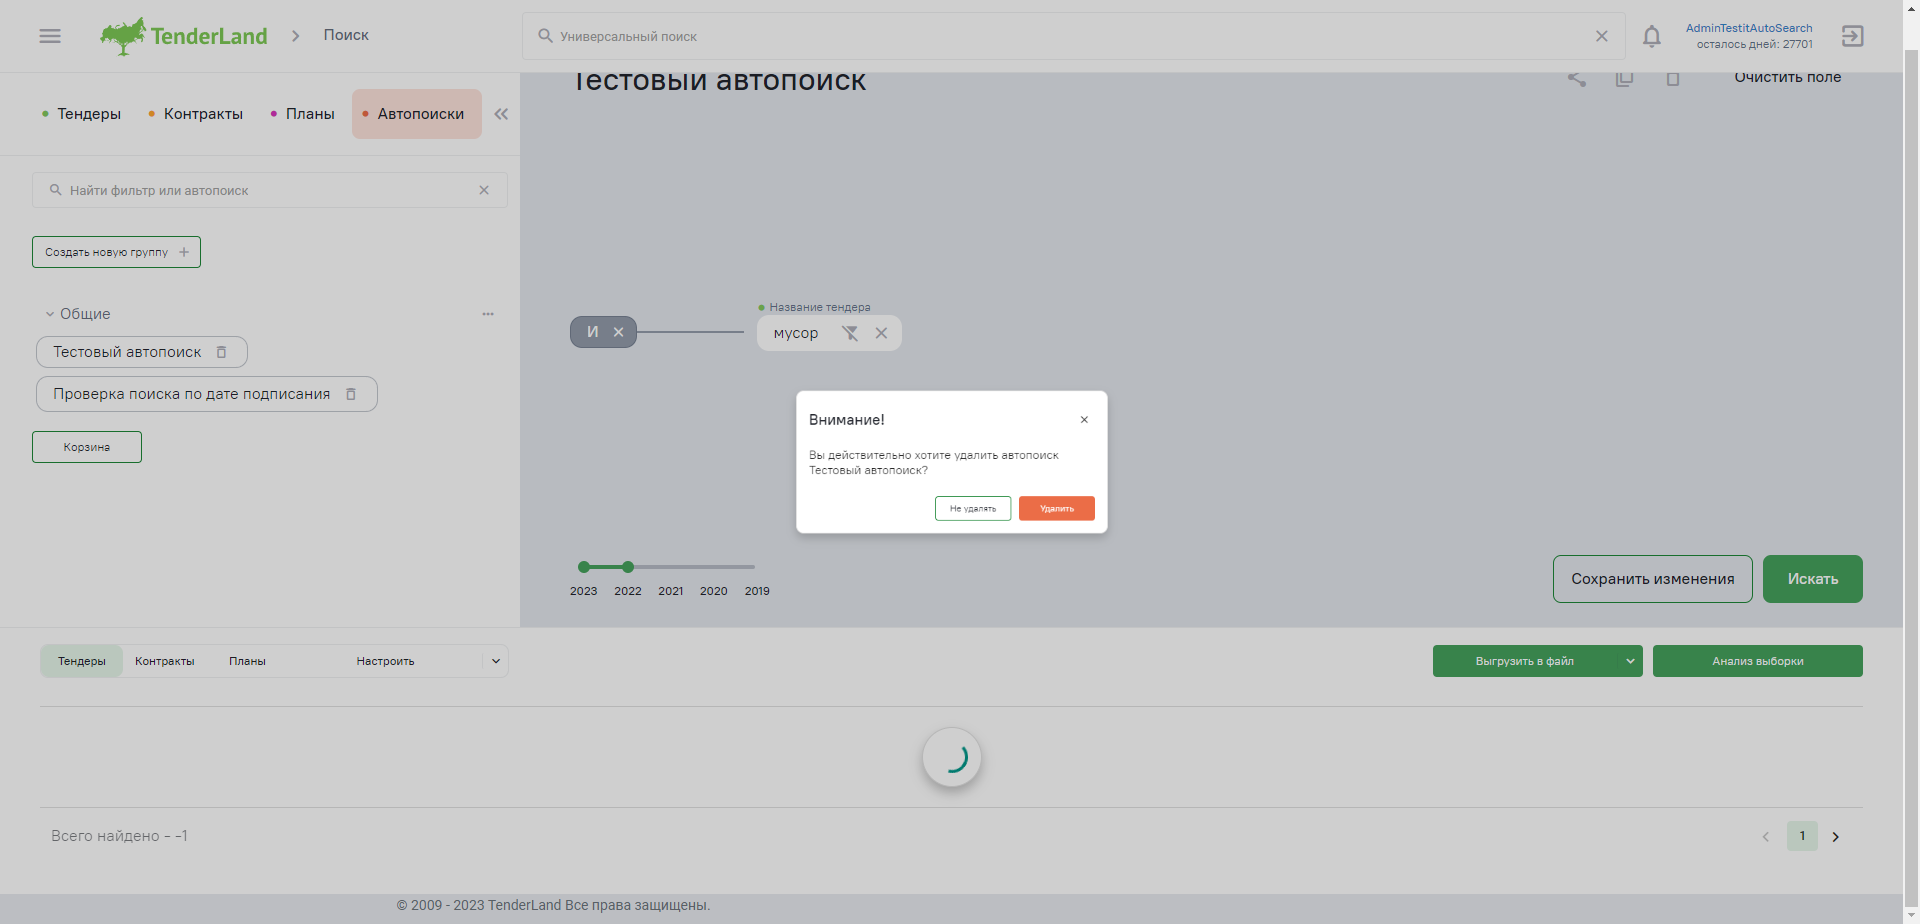 TenderLand
Поиск
Универсальный поиск
AdminTestitAutoSearch
осталось дней: 27701
Тендеры
Контракты
Планы
Автопоиски
Тестовый автопоиск
Очистить поле
Найти фильтр или автопоиск
Создать новую группу
Общие
Тестовый автопоиск
Проверка поиска по дате подписания
Корзина
И
Название тендера
мусор
Внимание!
Вы действительно хотите удалить автопоиск
Тестовый автопоиск?
Не удалять
Удалить
2023 2022 2021 2020 2019
Сохранить изменения
Искать
Тендеры
Контракты
Планы
Настроить
Выгрузить в файл
Анализ выборки
Всего найдено - -1
1
© 2009 - 2023 TenderLand Все права защищены.